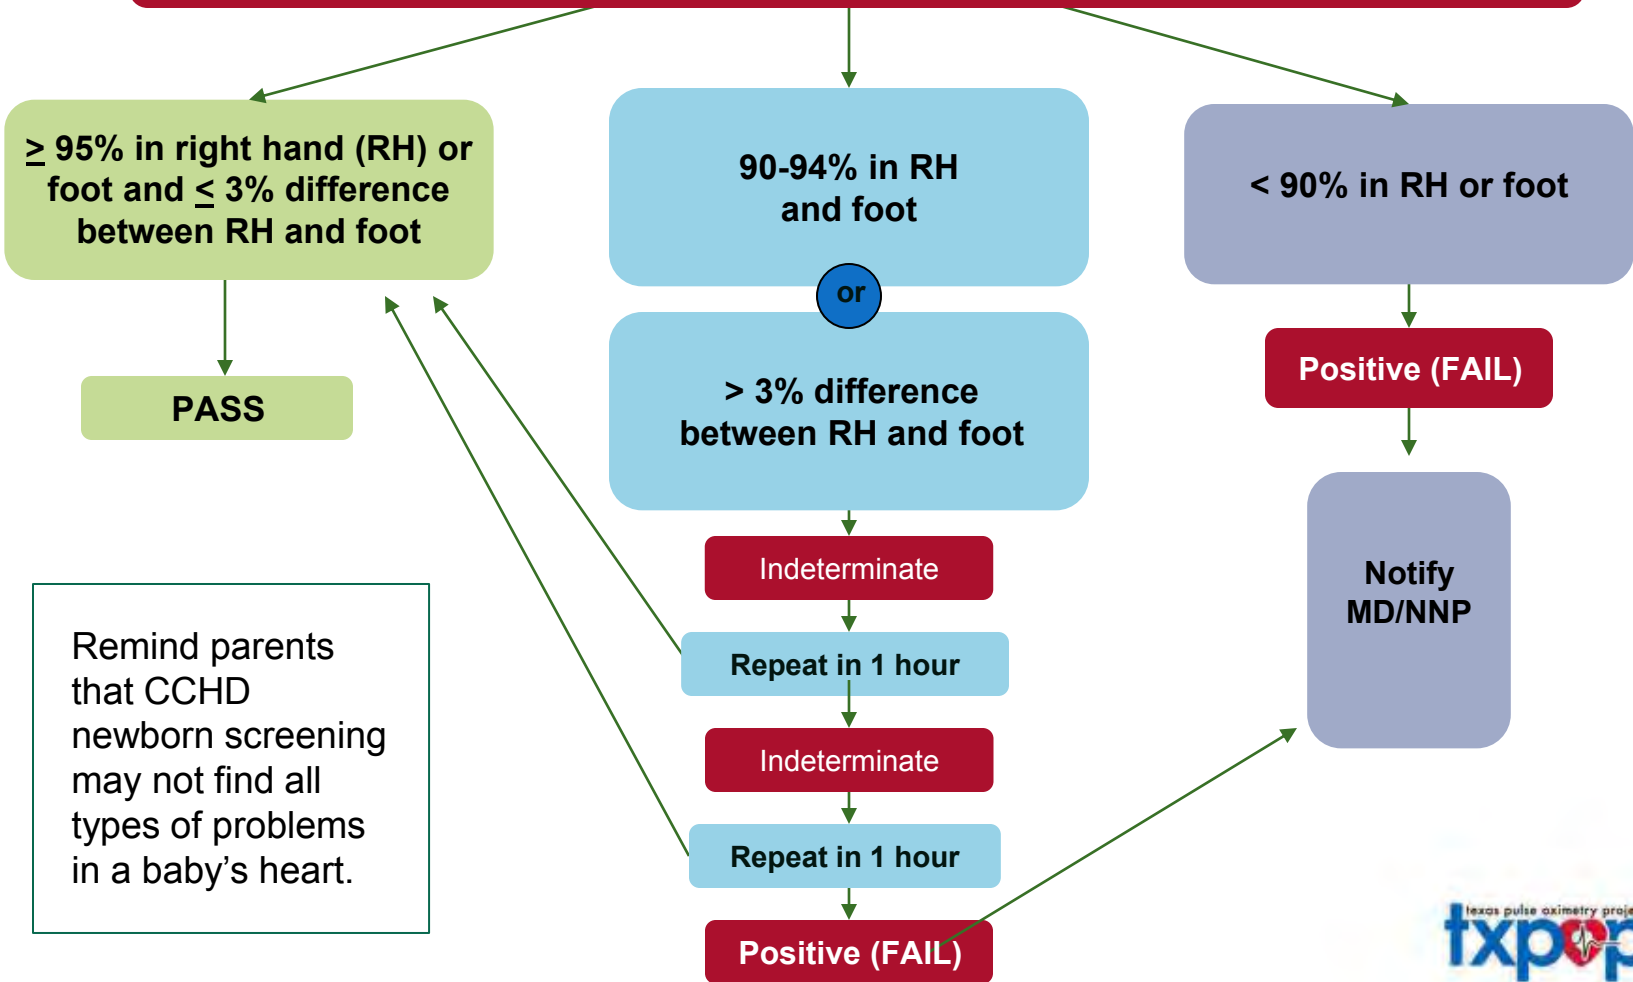 ≥ 95% in right hand (RH) or
foot and ≤ 3% difference
between RH and foot
PASS
90-94% in RH
and foot
or
> 3% difference
between RH and foot
Indeterminate
Repeat in 1 hour
Indeterminate
Repeat in 1 hour
Positive (FAIL)
< 90% in RH or foot
Positive (FAIL)
Notify
MD/NNP
Remind parents
that CCHD
newborn screening
may not find all
types of problems
in a baby’s heart.
texas pulse oximetry proje
txpop